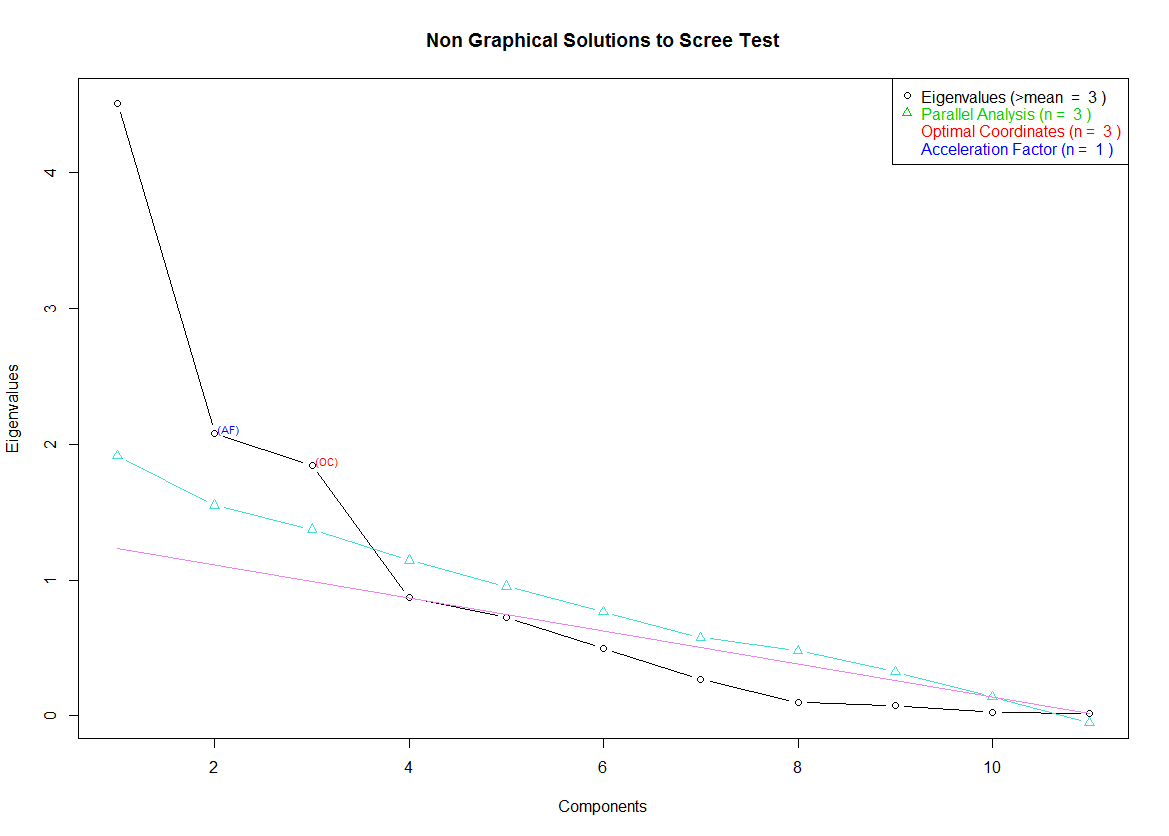 Non Graphical Solutions to Scree Test
Eigenvalues (>mean  =  3 )
Parallel Analysis (n =  3 )
Optimal Coordinates (n =  3 )
Acceleration Factor (n =  1 )
4
3
2
1
0
Eigenvalues
(AF)
(OC)
2
4
6
8
10
Components